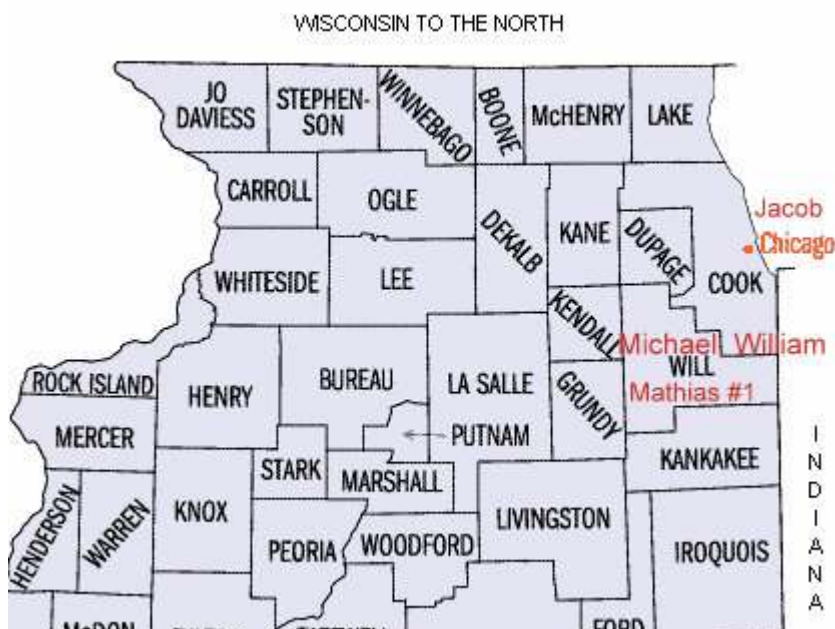 WISCONSIN TO THE NORTH
JO
DAVIESS
STEPHEN-
SON
WINNEBAGO
BOONE
McHENRY
LAKE
CARROLL
OGLE
DEKALB
KANE
DUPAGE
COOK
Jacob
Chicago
WHITESIDE
LEE
KENDALL
Michael William
WILL
Mathias #1
ROCK ISLAND
HENRY
BUREAU
LA SALLE
GRUNDY
MERCER
PUTNAM
KANKAKEE
INDIANA
STARK
MARSHALL
HENDERSON
WARREN
KNOX
PEORIA
WOODFORD
LIVINGSTON
IROQUOIS
FORD